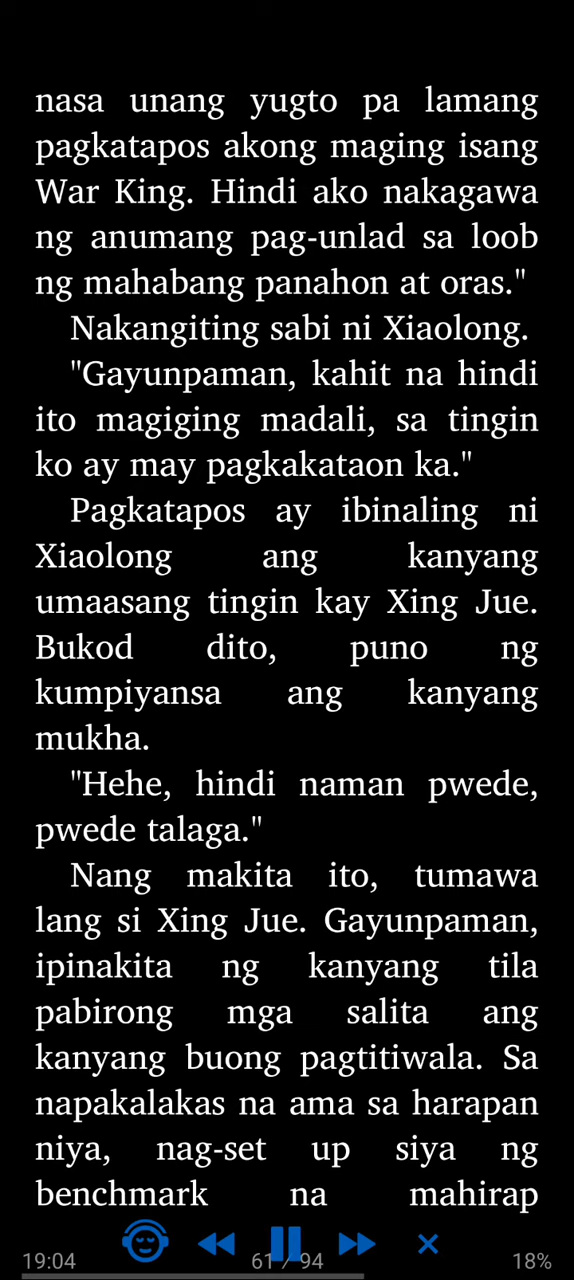 nasa unang yugto pa lamang
pagkatapos akong maging isang
War King. Hindi ako nakagawa
ng anumang pag-unlad sa loob
ng mahabang panahon at oras."
Nakangiting sabi ni Xiaolong.
"Gayunpaman, kahit na hindi
ito magiging madali, sa tingin
ko ay may pagkakataon ka."
Pagkatapos ay ibinaling ni
Xiaolong ang kanyang
umaasang tingin kay Xing Jue.
Bukod dito, puno ng
kumpiyansa ang kanyang
mukha.
"Hehe, hindi naman pwede,
pwede talaga."
Nang makita ito, tumawa
lang si Xing Jue. Gayunpaman,
ipinakita ng kanyang tila
pabirong mga salita ang
kanyang buong pagtitiwala. Sa
napakalakas na ama sa harapan
niya, nag-set up siya ng
benchmark na mahirap
19:04 61 / 94 18%